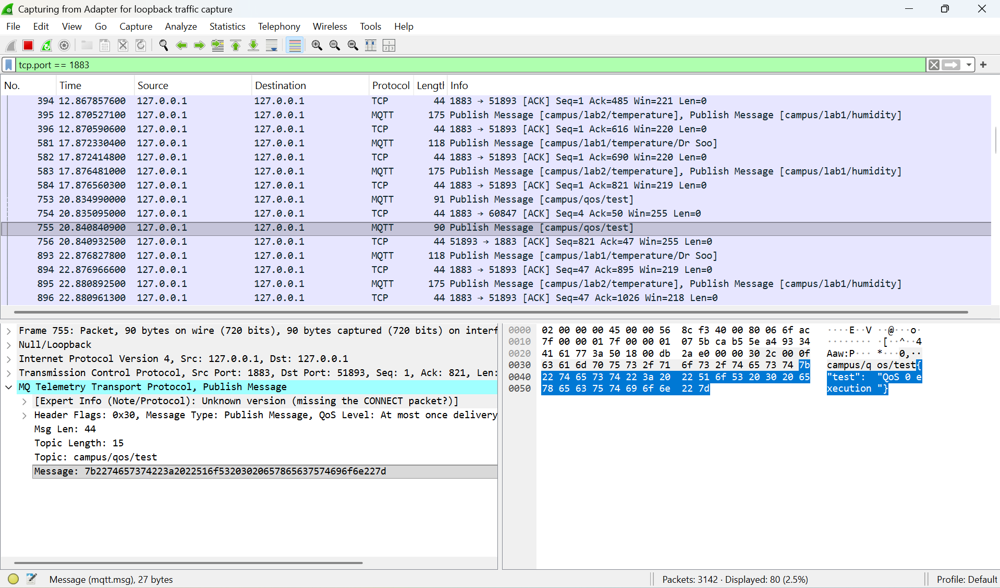 Capturing from Adapter for loopback traffic capture
File Edit View Go Capture Analyze Statistics Telephony Wireless Tools Help
tcp.port == 1883
No. Time Source Destination Protocol Length Info
394 12.867857600 127.0.0.1 127.0.0.1 TCP 44 1883 → 51893 [ACK] Seq=1 Ack=485 Win=221 Len=0
395 12.870527100 127.0.0.1 127.0.0.1 MQTT 175 Publish Message [campus/lab2/temperature], Publish Message [campus/lab1/humidity]
396 12.870590600 127.0.0.1 127.0.0.1 TCP 44 1883 → 51893 [ACK] Seq=1 Ack=616 Win=220 Len=0
581 17.872330400 127.0.0.1 127.0.0.1 MQTT 118 Publish Message [campus/lab1/temperature/Dr Soo]
582 17.872414800 127.0.0.1 127.0.0.1 TCP 44 1883 → 51893 [ACK] Seq=1 Ack=690 Win=220 Len=0
583 17.876481000 127.0.0.1 127.0.0.1 MQTT 175 Publish Message [campus/lab2/temperature], Publish Message [campus/lab1/humidity]
584 17.876560300 127.0.0.1 127.0.0.1 TCP 44 1883 → 51893 [ACK] Seq=1 Ack=821 Win=219 Len=0
753 20.834990000 127.0.0.1 127.0.0.1 MQTT 91 Publish Message [campus/qos/test]
754 20.835095000 127.0.0.1 127.0.0.1 TCP 44 1883 → 60847 [ACK] Seq=4 Ack=50 Win=255 Len=0
755 20.840840900 127.0.0.1 127.0.0.1 MQTT 90 Publish Message [campus/qos/test]
756 20.840932500 127.0.0.1 127.0.0.1 TCP 44 51893 → 1883 [ACK] Seq=821 Ack=47 Win=255 Len=0
893 22.876827800 127.0.0.1 127.0.0.1 MQTT 118 Publish Message [campus/lab1/temperature/Dr Soo]
894 22.876966600 127.0.0.1 127.0.0.1 TCP 44 1883 → 51893 [ACK] Seq=47 Ack=895 Win=219 Len=0
895 22.880892500 127.0.0.1 127.0.0.1 MQTT 175 Publish Message [campus/lab2/temperature], Publish Message [campus/lab1/humidity]
896 22.880961300 127.0.0.1 127.0.0.1 TCP 44 1883 → 51893 [ACK] Seq=47 Ack=1026 Win=218 Len=0
Frame 755: Packet, 90 bytes on wire (720 bits), 90 bytes captured (720 bits) on interf
Null/Loopback
Internet Protocol Version 4, Src: 127.0.0.1, Dst: 127.0.0.1
Transmission Control Protocol, Src Port: 1883, Dst Port: 51893, Seq: 1, Ack: 821, Len:
MQ Telemetry Transport Protocol, Publish Message
[Expert Info (Note/Protocol): Unknown version (missing the CONNECT packet?)]
Header Flags: 0x30, Message Type: Publish Message, QoS Level: At most once delivery
Msg Len: 44
Topic Length: 15
Topic: campus/qos/test
Message: 7b2274657374223a2022516f53203020657865637574696f6e227d
0000 02 00 00 00 45 00 00 56 8c f3 40 00 80 06 6f ac ····E··V ··@···o·
0010 7f 00 00 01 7f 00 00 01 07 5b ca b5 5e a4 93 34 ········ ·[··^··4
0020 41 61 77 3a 50 18 00 db 2a e0 00 00 30 2c 00 0f Aaw:P··· *···0,··
0030 63 61 6d 70 75 73 2f 71 6f 73 2f 74 65 73 74 7b campus/q os/test{
0040 22 74 65 73 74 22 3a 20 22 51 6f 53 20 30 20 65 "test": "QoS 0 e
0050 78 65 63 75 74 69 6f 6e 22 7d xecution "}
Message (mqtt.msg), 27 bytes
Packets: 3142 · Displayed: 80 (2.5%)
Profile: Default